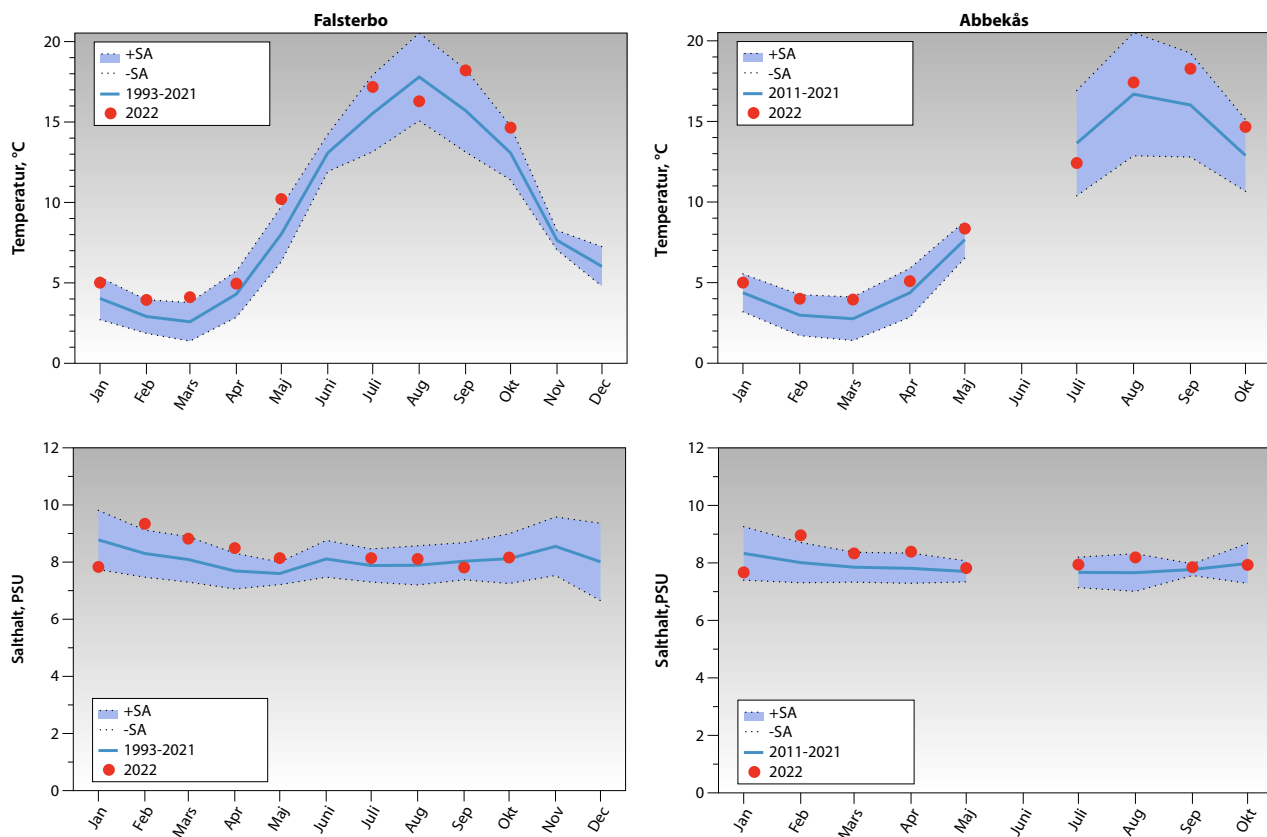 Falsterbo
Temperatur, °C
20
15
10
5
0
+SA
-SA
1993-2021
2022
Jan
Feb
Mars
Apr
Maj
Juni
Juli
Aug
Sep
Okt
Nov
Dec
Abbekås
Temperatur, °C
20
15
10
5
0
+SA
-SA
2011-2021
2022
Jan
Feb
Mars
Apr
Maj
Juni
Juli
Aug
Sep
Okt
Salthalt, PSU
12
10
8
6
4
2
0
+SA
-SA
1993-2021
2022
Jan
Feb
Mars
Apr
Maj
Juni
Juli
Aug
Sep
Okt
Nov
Dec
Salthalt,PSU
12
10
8
6
4
2
0
+SA
-SA
2011-2021
2022
Jan
Feb
Mars
Apr
Maj
Juni
Juli
Aug
Sep
Okt